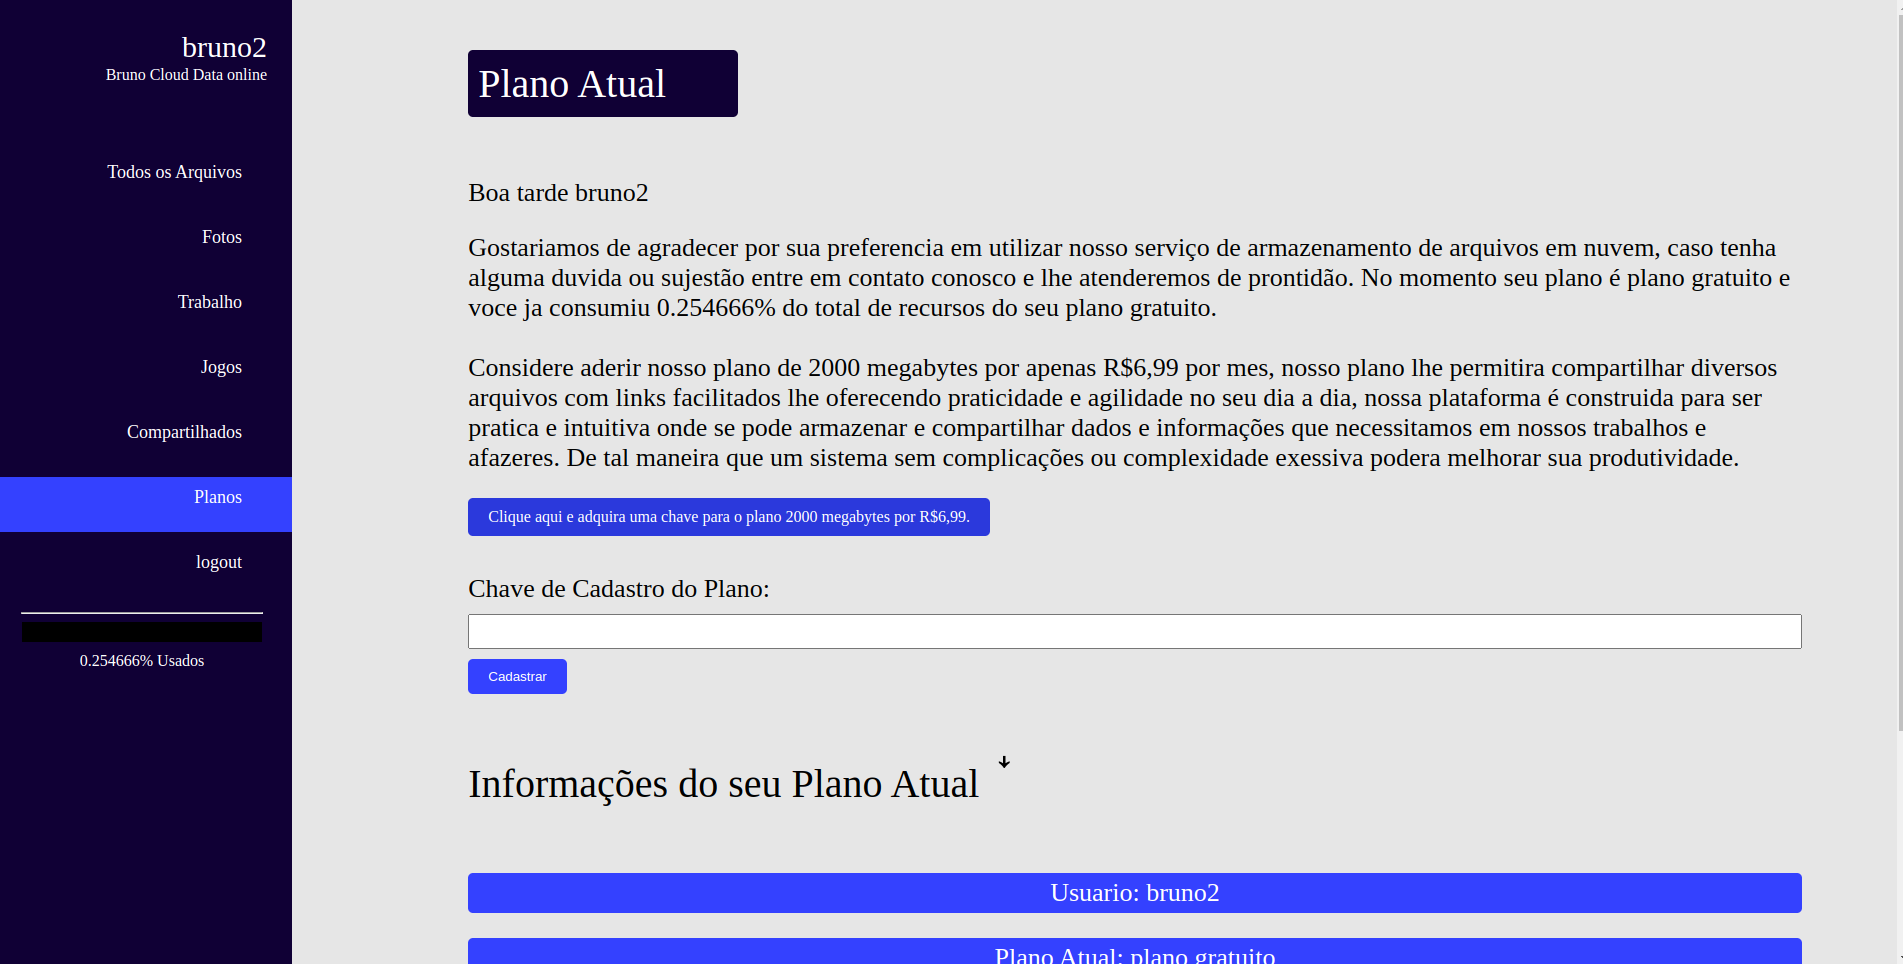 bruno2
Bruno Cloud Data online
Todos os Arquivos
Fotos
Trabalho
Jogos
Compartilhados
Planos
logout
0.254666% Usados
Plano Atual
Boa tarde bruno2
Gostariamos de agradecer por sua preferencia em utilizar nosso serviço de armazenamento de arquivos em nuvem, caso tenha
alguma duvida ou sujestão entre em contato conosco e lhe atenderemos de prontidão. No momento seu plano é plano gratuito e
voce ja consumiu 0.254666% do total de recursos do seu plano gratuito.
Considere aderir nosso plano de 2000 megabytes por apenas R$6,99 por mes, nosso plano lhe permitira compartilhar diversos
arquivos com links facilitados lhe oferecendo praticidade e agilidade no seu dia a dia, nossa plataforma é construida para ser
pratica e intuitiva onde se pode armazenar e compartilhar dados e informações que necessitamos em nossos trabalhos e
afazeres. De tal maneira que um sistema sem complicações ou complexidade exessiva podera melhorar sua produtividade.
Clique aqui e adquira uma chave para o plano 2000 megabytes por R$6,99.
Chave de Cadastro do Plano:
Cadastrar
Informações do seu Plano Atual
Usuario: bruno2
Plano Atual: plano gratuito